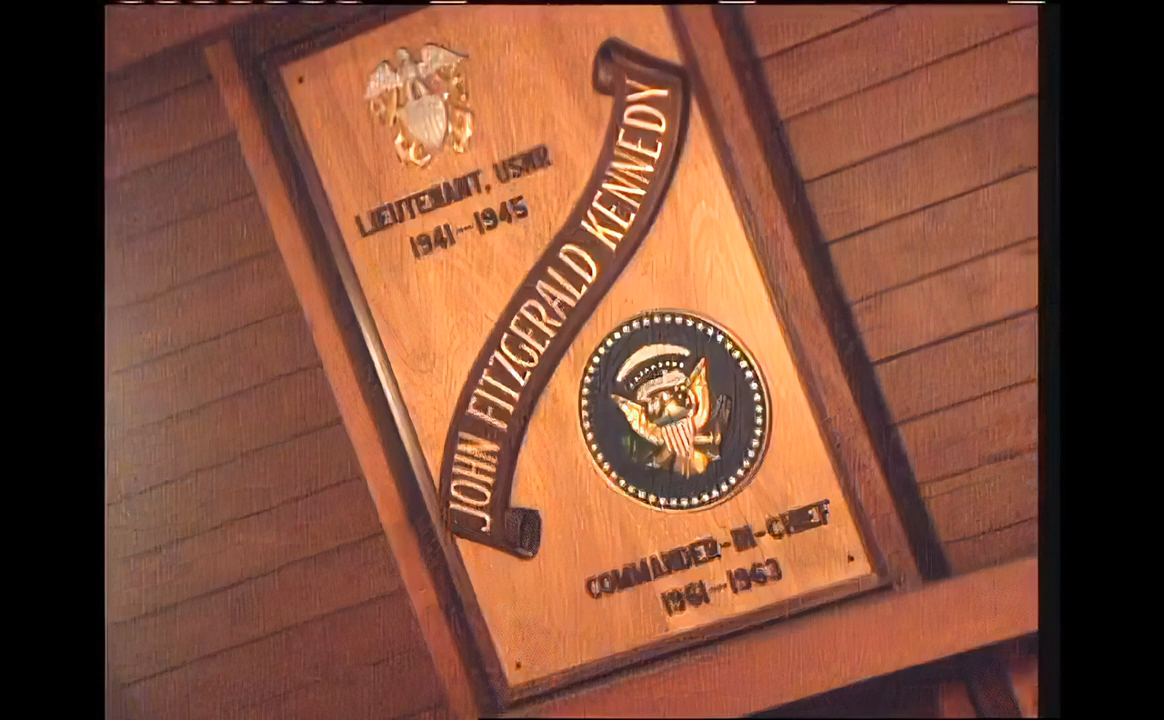 LIEUTENANT, USNR
1941-1945
JOHN FITZGERALD KENNEDY
COMMANDER-IN-CHIEF
1961-1963